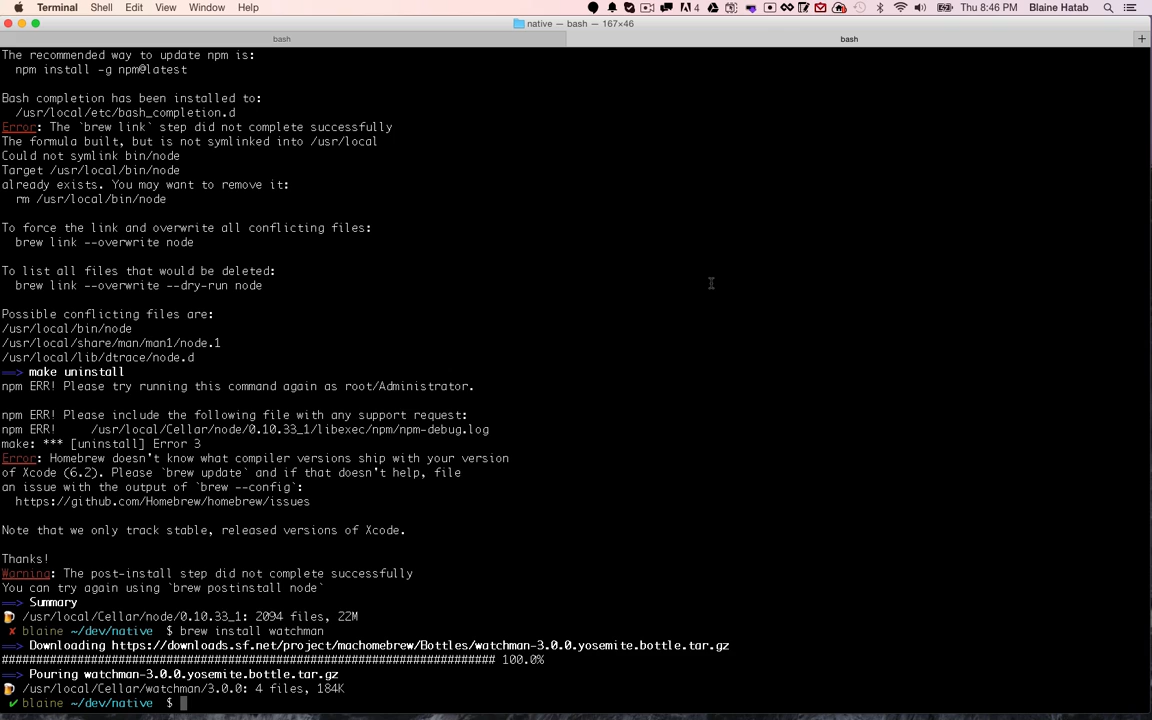 Terminal Shell Edit View Window Help 4 Thu 8:46 PM Blaine Hatab
native — bash — 167×46
bash bash
The recommended way to update npm is:
npm install -g npm@latest
Bash completion has been installed to:
/usr/local/etc/bash_completion.d
Error: The `brew link` step did not complete successfully
The formula built, but is not symlinked into /usr/local
Could not symlink bin/node
Target /usr/local/bin/node
already exists. You may want to remove it:
rm /usr/local/bin/node
To force the link and overwrite all conflicting files:
brew link --overwrite node
To list all files that would be deleted:
brew link --overwrite --dry-run node
Possible conflicting files are:
/usr/local/bin/node
/usr/local/share/man/man1/node.1
/usr/local/lib/dtrace/node.d
==> make uninstall
npm ERR! Please try running this command again as root/Administrator.
npm ERR! Please include the following file with any support request:
npm ERR!     /usr/local/Cellar/node/0.10.33_1/libexec/npm/npm-debug.log
make: *** [uninstall] Error 3
Error: Homebrew doesn't know what compiler versions ship with your version
of Xcode (6.2). Please `brew update` and if that doesn't help, file
an issue with the output of `brew --config`:
https://github.com/Homebrew/homebrew/issues
Note that we only track stable, released versions of Xcode.
Thanks!
Warning: The post-install step did not complete successfully
You can try again using `brew postinstall node`
==> Summary
🍺 /usr/local/Cellar/node/0.10.33_1: 2094 files, 22M
✘ blaine ~/dev/native $ brew install watchman
==> Downloading https://downloads.sf.net/project/machomebrew/Bottles/watchman-3.0.0.yosemite.bottle.tar.gz
######################################################################## 100.0%
==> Pouring watchman-3.0.0.yosemite.bottle.tar.gz
🍺 /usr/local/Cellar/watchman/3.0.0: 4 files, 184K
✔ blaine ~/dev/native $